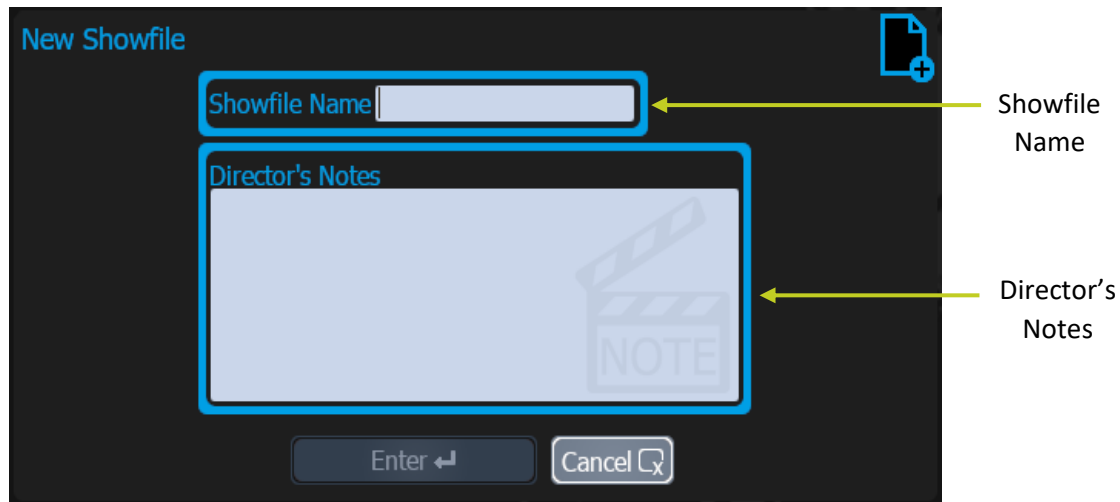 New Showfile
Showfile Name
Showfile
Name
Director's Notes
NOTE
Director’s
Notes
Enter
Cancel x